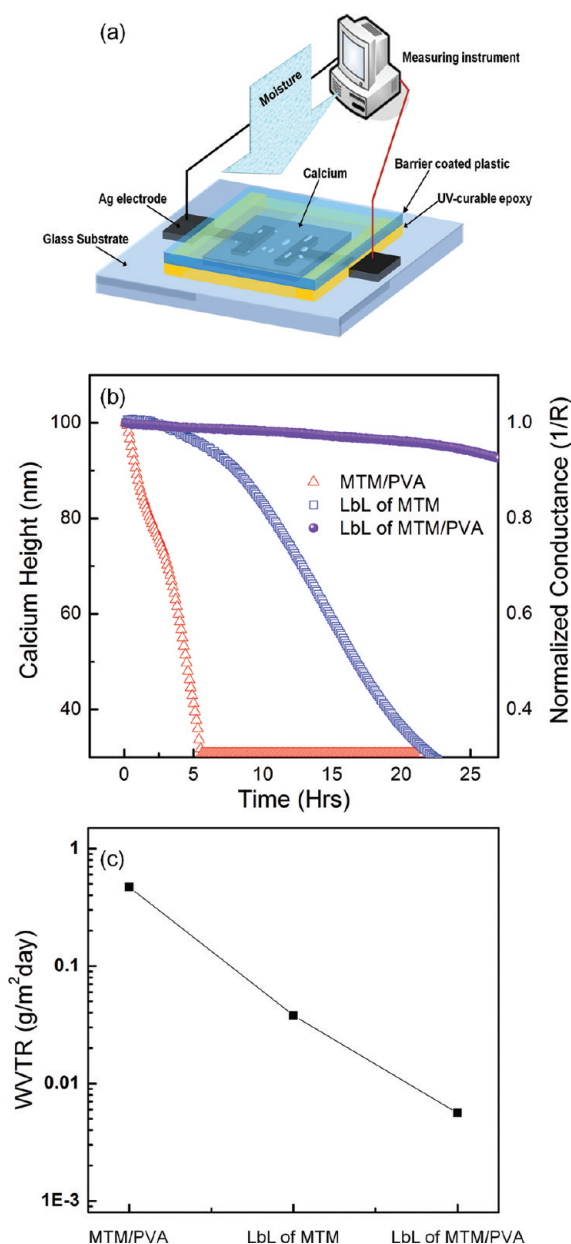 (a)
Measuring instrument
Moisture
Calcium
Barrier coated plastic
UV-curable epoxy
Ag electrode
Glass Substrate
(b)
100
80
60
40
Calcium Height (nm)
MTM/PVA
LbL of MTM
LbL of MTM/PVA
1.0
0.8
0.6
0.4
Normalized Conductance (1/R)
0 5 10 15 20 25
Time (Hrs)
(c)
1
0.1
0.01
1E-3
WVTR (g/m²day)
MTM/PVA LbL of MTM LbL of MTM/PVA